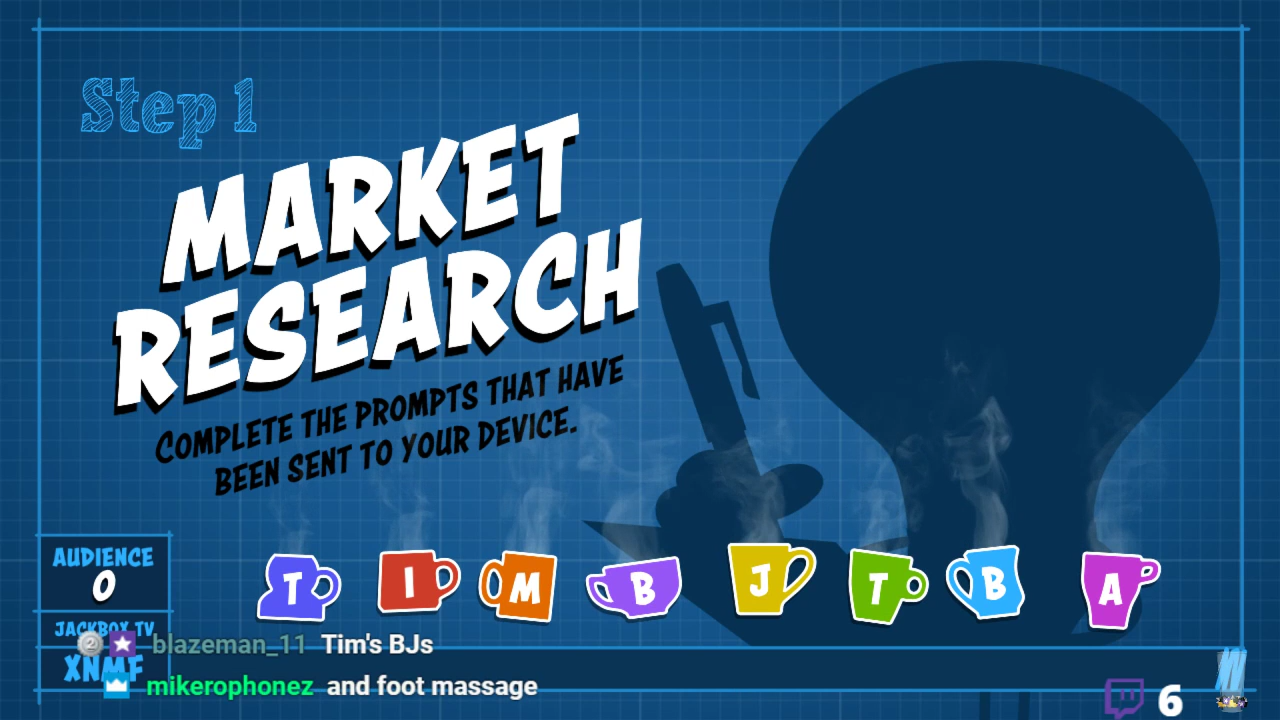 Step 1
MARKET
RESEARCH
COMPLETE THE PROMPTS THAT HAVE
BEEN SENT TO YOUR DEVICE.
AUDIENCE
0
T I M B J T B A
JACKBOX.TV
2 blazeman_11 Tim's BJs
XNMF
mikerophonez and foot massage
6